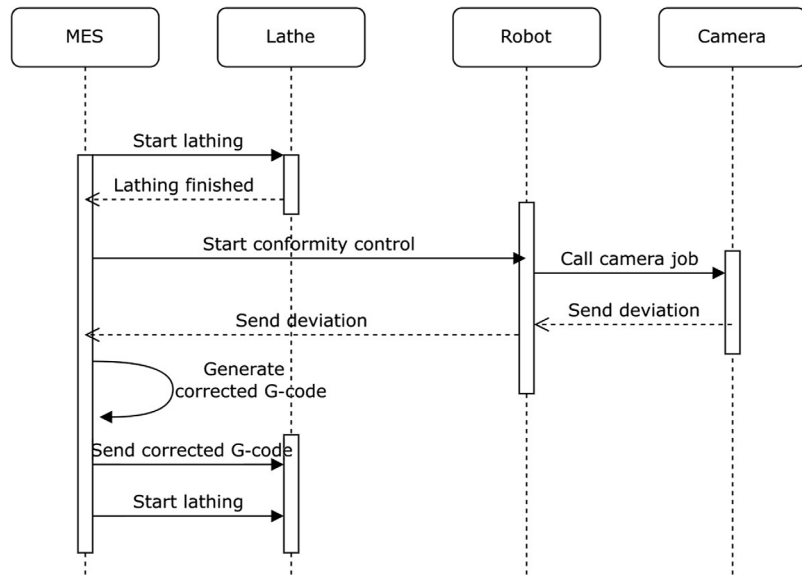 MES
Lathe
Robot
Camera
Start lathing
Lathing finished
Start conformity control
Call camera job
Send deviation
Send deviation
Generate
corrected G-code
Send corrected G-code
Start lathing